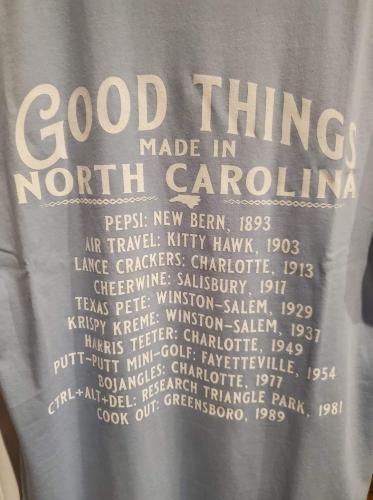 GOOD THINGS
MADE IN
NORTH CAROLINA
PEPSI: NEW BERN, 1893
AIR TRAVEL: KITTY HAWK, 1903
LANCE CRACKERS: CHARLOTTE, 1913
CHEERWINE: SALISBURY, 1917
TEXAS PETE: WINSTON-SALEM, 1929
KRISPY KREME: WINSTON-SALEM, 1937
HARRIS TEETER: CHARLOTTE, 1949
PUTT-PUTT MINI-GOLF: FAYETTEVILLE, 1954
BOJANGLES: CHARLOTTE, 1977
CTRL+ALT+DEL: RESEARCH TRIANGLE PARK, 1981
COOK OUT: GREENSBORO, 1989